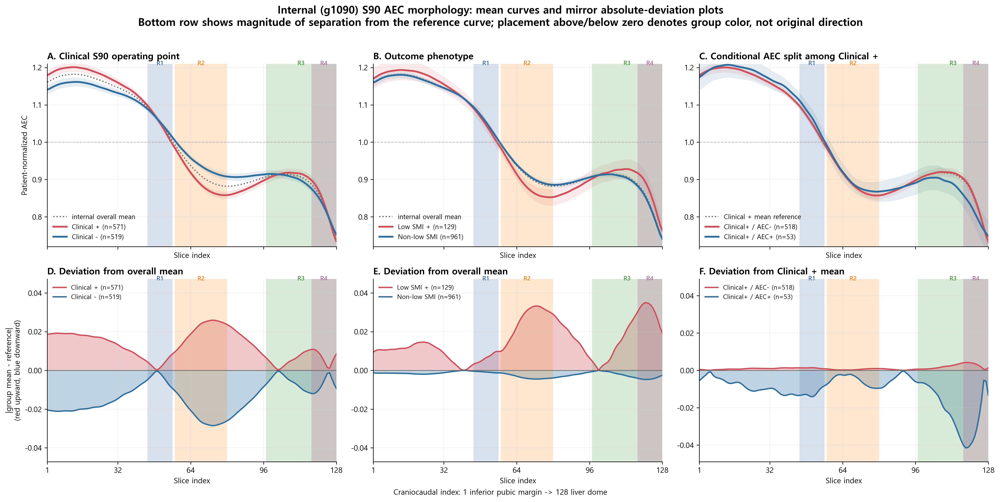 Internal (g1090) S90 AEC morphology: mean curves and mirror absolute-deviation plots
Bottom row shows magnitude of separation from the reference curve; placement above/below zero denotes group color, not original direction
A. Clinical S90 operating point
R1
R2
R3
R4
1.2
1.1
1.0
0.9
0.8
Patient-normalized AEC
internal overall mean
Clinical + (n=571)
Clinical - (n=519)
Slice index
B. Outcome phenotype
R1
R2
R3
R4
1.2
1.1
1.0
0.9
0.8
internal overall mean
Low SMI + (n=129)
Non-low SMI (n=961)
Slice index
C. Conditional AEC split among Clinical +
R1
R2
R3
R4
1.2
1.1
1.0
0.9
0.8
Clinical + mean reference
Clinical+ / AEC- (n=518)
Clinical+ / AEC+ (n=53)
Slice index
D. Deviation from overall mean
R1
R2
R3
R4
Clinical + (n=571)
Clinical - (n=519)
0.04
0.02
0.00
-0.02
-0.04
|group mean - reference|
(red upward, blue downward)
1
32
64
96
128
Slice index
E. Deviation from overall mean
R1
R2
R3
R4
Low SMI + (n=129)
Non-low SMI (n=961)
0.04
0.02
0.00
-0.02
-0.04
1
32
64
96
128
Slice index
F. Deviation from Clinical + mean
R1
R2
R3
R4
Clinical+ / AEC- (n=518)
Clinical+ / AEC+ (n=53)
0.04
0.02
0.00
-0.02
-0.04
1
32
64
96
128
Slice index
Craniocaudal index: 1 inferior pubic margin -> 128 liver dome